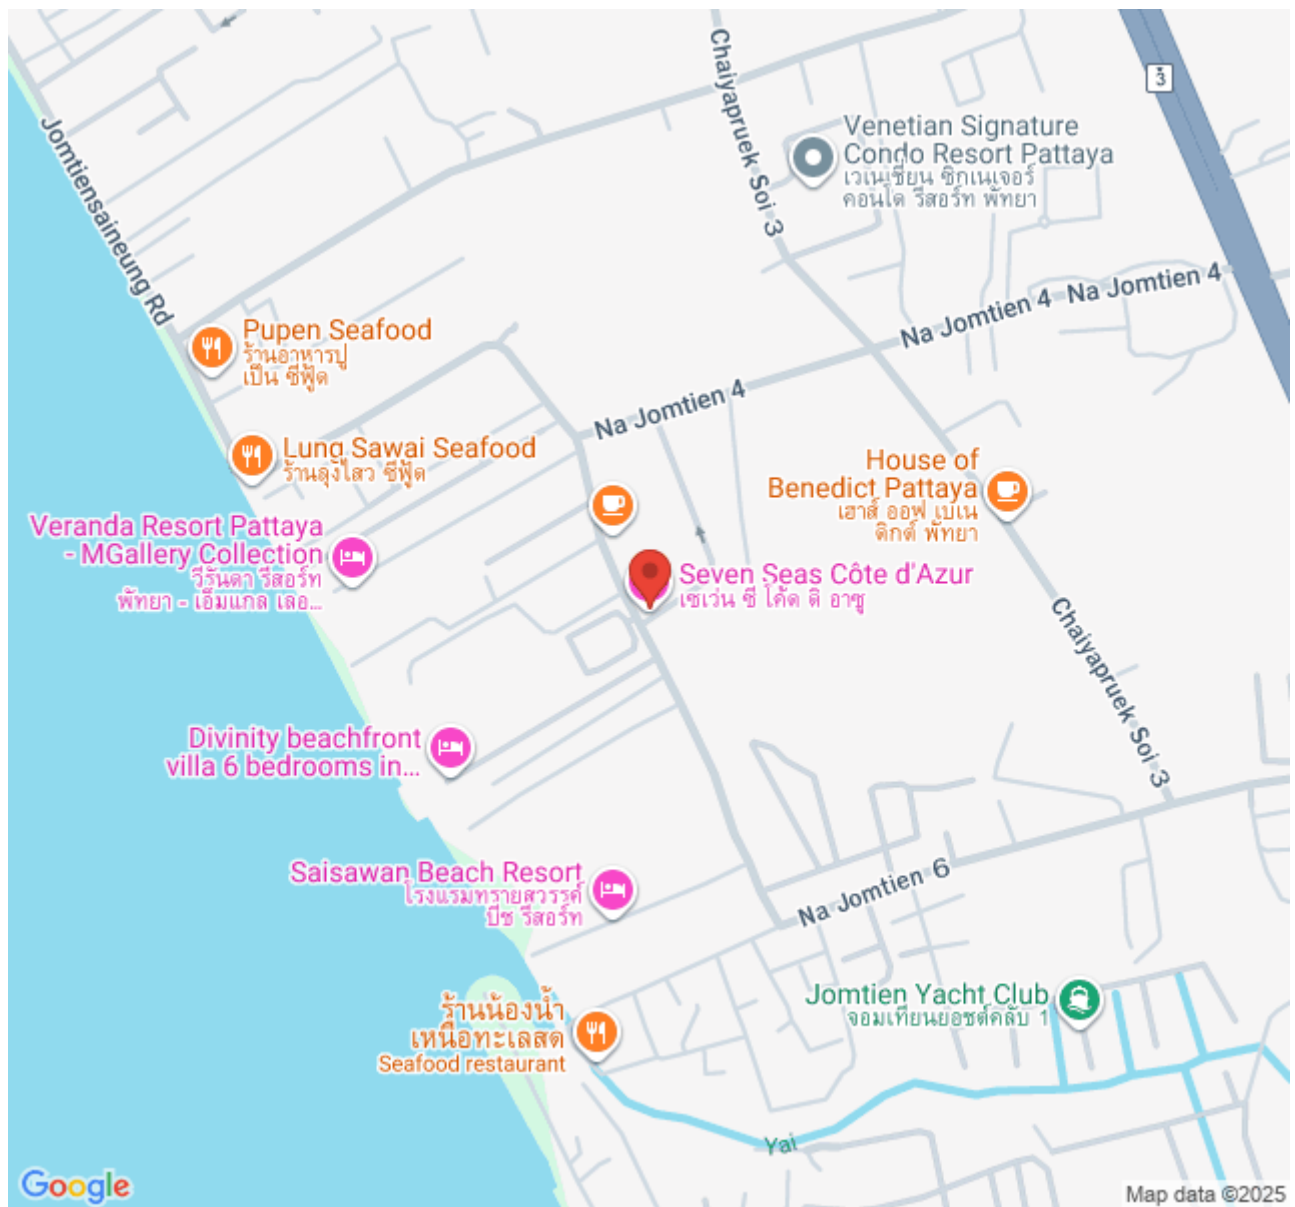 Chaiyapruek Soi 3
3
Jomtiensaineung Rd
Venetian Signature
Condo Resort Pattaya
เวเนเชี่ยน ซิกเนเจอร์
คอนโด รีสอร์ท พัทยา
Na Jomtien 4
Na Jomtien 4
Pupen Seafood
ร้านอาหารปู
เป็น ซีฟู้ด
Na Jomtien 4
Lung Sawai Seafood
ร้านลุงไสว ซีฟู้ด
House of
Benedict Pattaya
เฮาส์ ออฟ เบเน
ดิกต์ พัทยา
Veranda Resort Pattaya
- MGallery Collection
วีรันดา รีสอร์ท
พัทยา - เอ็มแกล เลอ...
Seven Seas Côte d'Azur
เซเว่น ซี โค้ด ดิ อาซู
Chaiyapruek Soi 3
Divinity beachfront
villa 6 bedrooms in...
Saisawan Beach Resort
โรงแรมทรายสวรรค์
บีช รีสอร์ท
Na Jomtien 6
Jomtien Yacht Club
จอมเทียนยอชต์คลับ 1
ร้านน้องน้ำ
เหนือทะเลสด
Seafood restaurant
Yai
Google
Map data ©2025